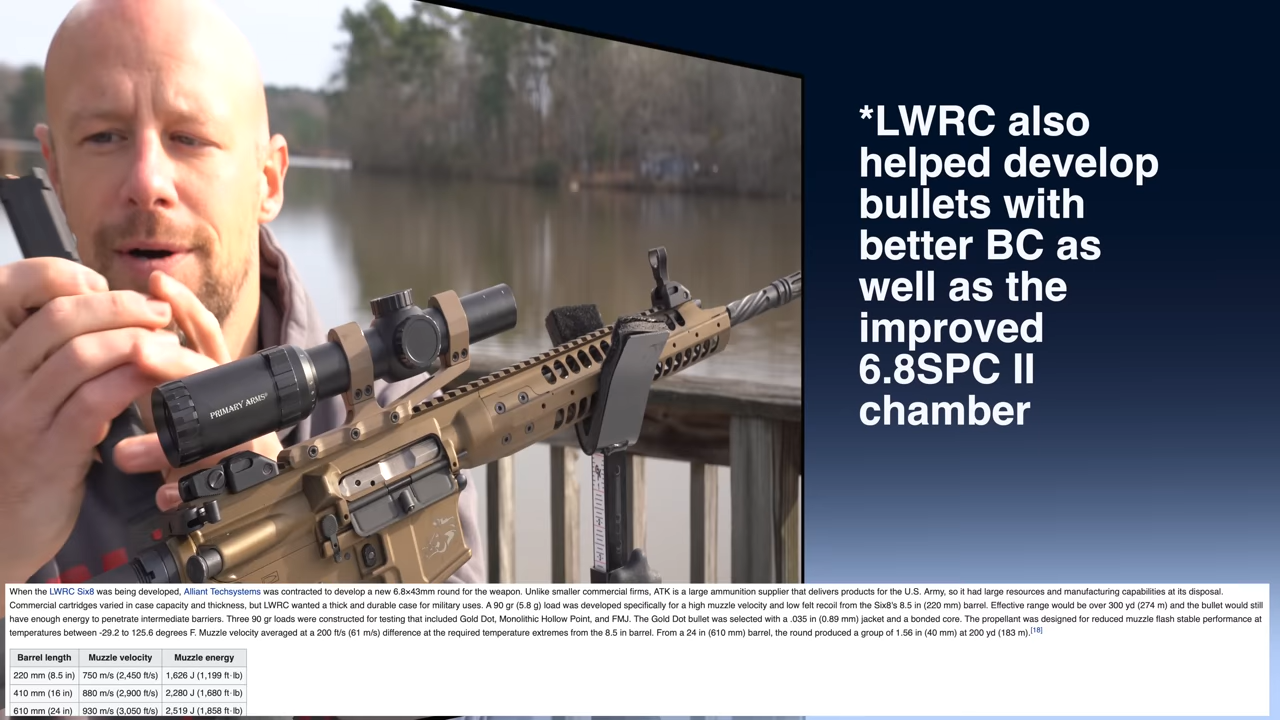 *LWRC also
helped develop
bullets with
better BC as
well as the
improved
6.8SPC II
chamber
PRIMARY ARMS®
When the LWRC Six8 was being developed, Alliant Techsystems was contracted to develop a new 6.8x43mm round for the weapon. Unlike smaller commercial firms, ATK is a large ammunition supplier that delivers products for the U.S. Army, so it had large resources and manufacturing capabilities at its disposal.
Commercial cartridges varied in case capacity and thickness, but LWRC wanted a thick and durable case for military uses. A 90 gr (5.8 g) load was developed specifically for a high muzzle velocity and low felt recoil from the Six8's 8.5 in (220 mm) barrel. Effective range would be over 300 yd (274 m) and the bullet would still
have enough energy to penetrate intermediate barriers. Three 90 gr loads were constructed for testing that included Gold Dot, Monolithic Hollow Point, and FMJ. The Gold Dot bullet was selected with a .035 in (0.89 mm) jacket and a bonded core. The propellant was designed for reduced muzzle flash stable performance at
temperatures between -29.2 to 125.6 degrees F. Muzzle velocity averaged at a 200 ft/s (61 m/s) difference at the required temperature extremes from the 8.5 in barrel. From a 24 in (610 mm) barrel, the round produced a group of 1.56 in (40 mm) at 200 yd (183 m).[18]
Barrel length Muzzle velocity Muzzle energy
220 mm (8.5 in) 750 m/s (2,450 ft/s) 1,626 J (1,199 ft·lb)
410 mm (16 in) 880 m/s (2,900 ft/s) 2,280 J (1,680 ft·lb)
610 mm (24 in) 930 m/s (3,050 ft/s) 2,519 J (1,858 ft·lb)